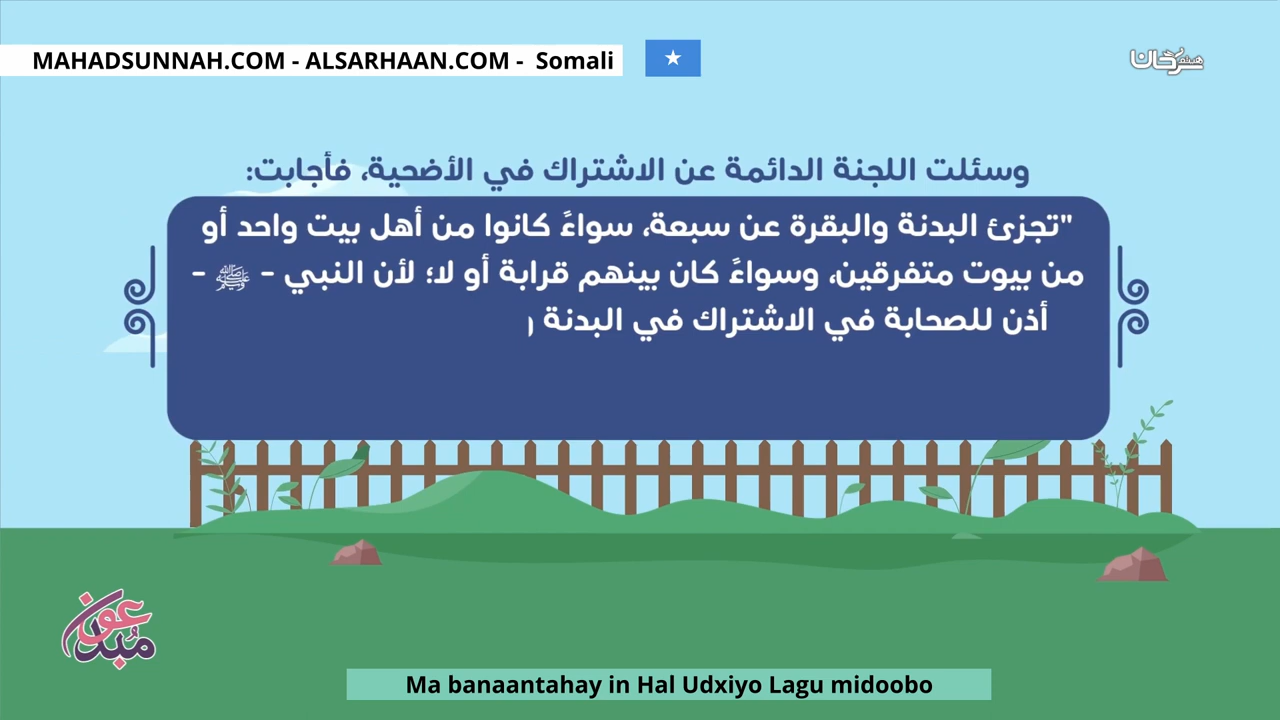 MAHADSUNNAH.COM - ALSARHAAN.COM - Somali
وسئلت اللجنة الدائمة عن الاشتراك في الأضحية، فأجابت:
"تجزئ البدنة والبقرة عن سبعة، سواءً كانوا من أهل بيت واحد أو
من بيوت متفرقين، وسواءً كان بينهم قرابة أو لا؛ لأن النبي - ﷺ -
أذن للصحابة في الاشتراك في البدنة
مبدعون
Ma banaantahay in Hal Udxiyo Lagu midoobo